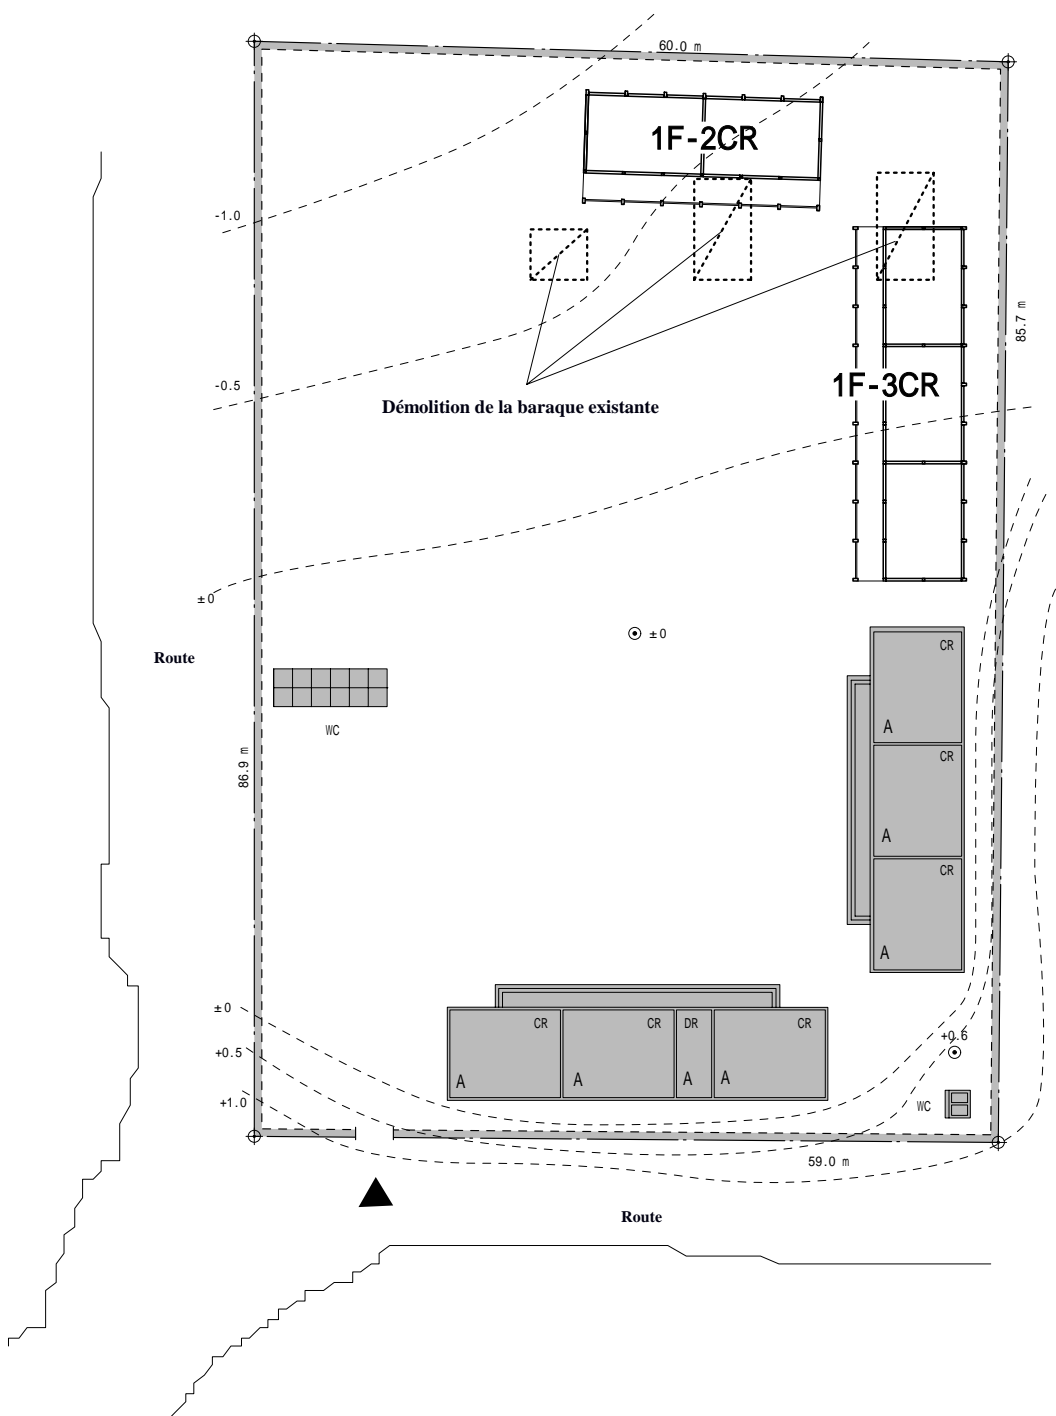 60.0 m
1F-2CR
-1.0
85.7 m
-0.5
1F-3CR
Démolition de la baraque existante
±0
±0
Route
CR
WC
A
86.9 m
CR
A
CR
A
±0
CR
CR
DR
CR
+0.6
+0.5
A
A
A
A
+1.0
WC
59.0 m
Route